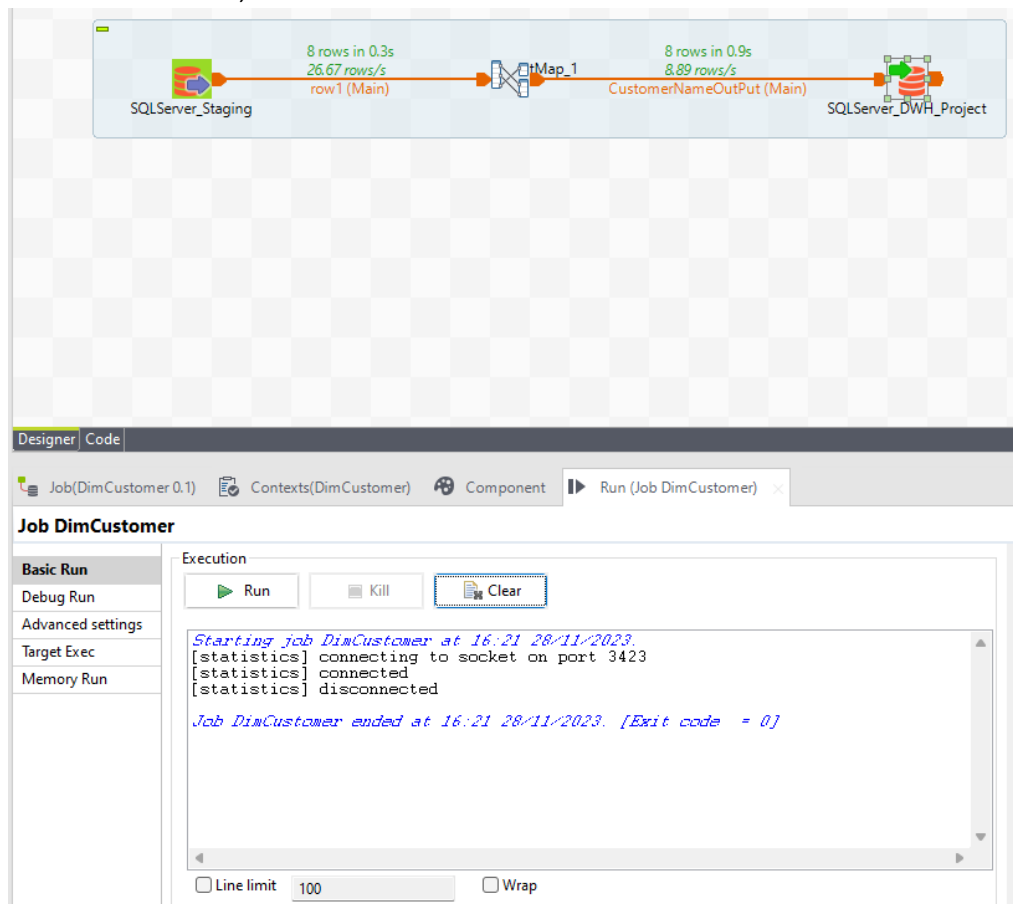 8 rows in 0.3s
26.67 rows/s
row1 (Main)
tMap_1
8 rows in 0.9s
8.89 rows/s
CustomerNameOutPut (Main)
SQLServer_Staging
SQLServer_DWH_Project
Designer Code
Job(DimCustomer 0.1) Contexts(DimCustomer) Component Run (Job DimCustomer)
Job DimCustomer
Basic Run
Debug Run
Advanced settings
Target Exec
Memory Run
Execution
Run Kill Clear
Starting job DimCustomer at 16:21 28/11/2023.
[statistics] connecting to socket on port 3423
[statistics] connected
[statistics] disconnected
Job DimCustomer ended at 16:21 28/11/2023. [Exit code = 0]
Line limit 100 Wrap